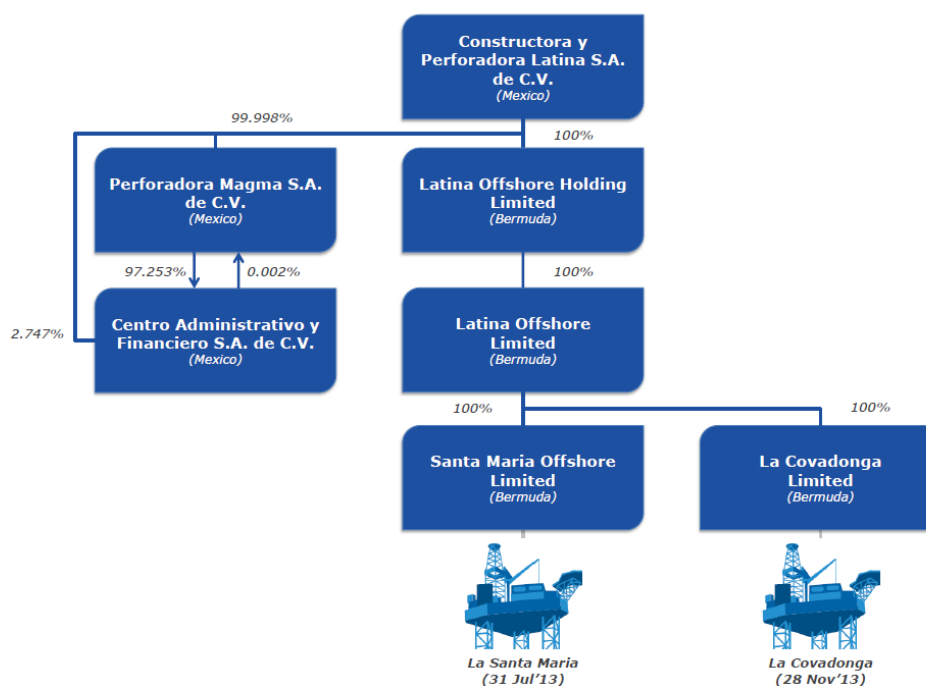 Constructora y
Perforadora Latina S.A.
de C.V.
(Mexico)
99.998%
100%
Perforadora Magma S.A.
de C.V.
(Mexico)
Latina Offshore Holding
Limited
(Bermuda)
97.253%
0.002%
100%
2.747%
Centro Administrativo y
Financiero S.A. de C.V.
(Mexico)
Latina Offshore
Limited
(Bermuda)
100%
100%
Santa Maria Offshore
Limited
(Bermuda)
La Covadonga
Limited
(Bermuda)
La Santa Maria
(31 Jul'13)
La Covadonga
(28 Nov'13)